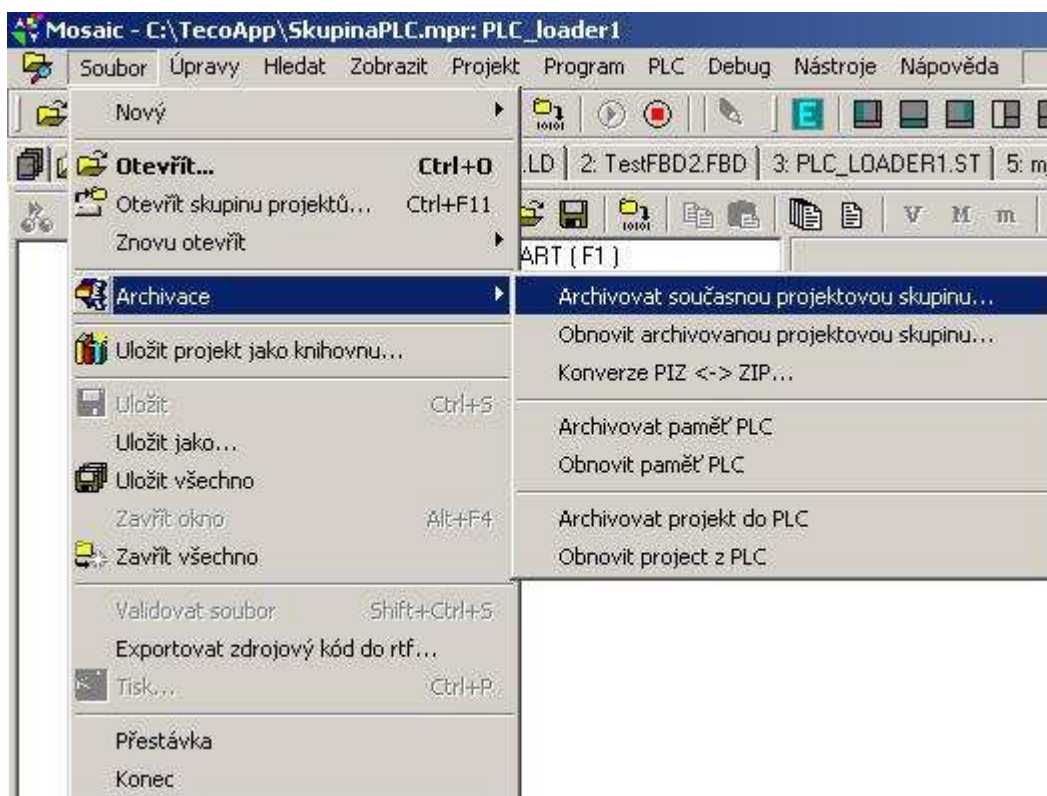 Mosaic - C:\TecoApp\SkupinaPLC.mpr: PLC_loader1
Soubor Úpravy Hledat Zobrazit Projekt Program PLC Debug Nástroje Nápověda
Nový
.LD 2: TestFBD2.FBD 3: PLC_LOADER1.ST 5: m
Otevřít... Ctrl+O
Otevřít skupinu projektů... Ctrl+F11
V M m
Znovu otevřít
ART ( F1 )
Archivace
Archivovat současnou projektovou skupinu...
Obnovit archivovanou projektovou skupinu...
Konverze PIZ <-> ZIP...
Archivovat paměť PLC
Obnovit paměť PLC
Archivovat projekt do PLC
Obnovit project z PLC
Uložit projekt jako knihovnu...
Uložit Ctrl+S
Uložit jako...
Uložit všechno
Zavřít okno Alt+F4
Zavřít všechno
Validovat soubor Shift+Ctrl+S
Exportovat zdrojový kód do rtf...
Tisk... Ctrl+P
Přestávka
Konec